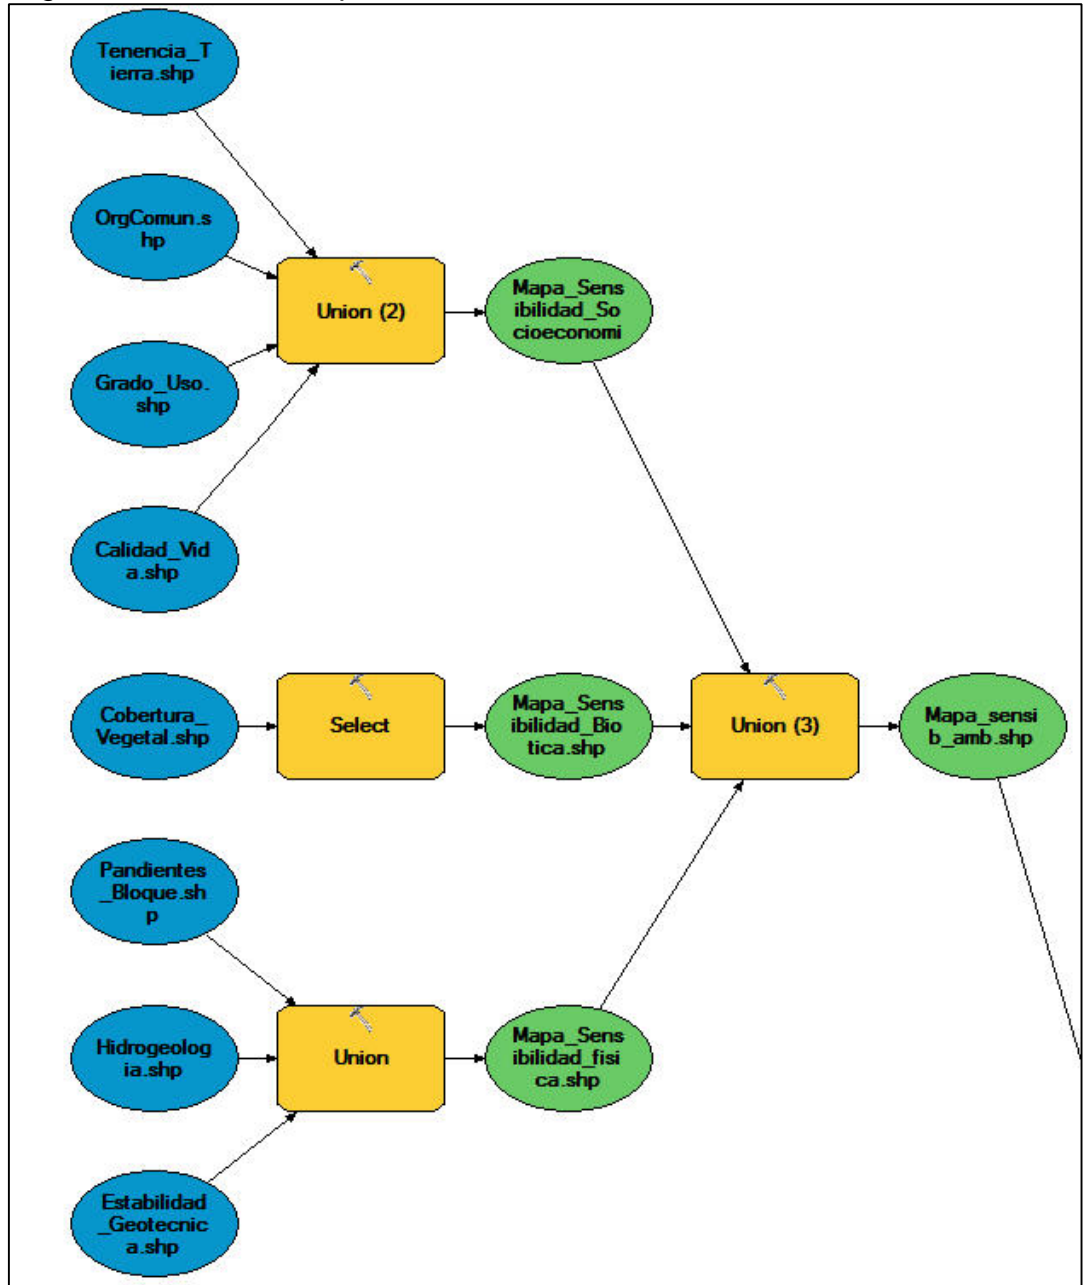 Tenencia_T
ierra.shp
OrgComun.s
hp
Union (2)
Mapa_Sens
ibilidad_So
cioeconomi
Grado_Uso.
shp
Calidad_Vid
a.shp
Cobertura_
Vegetal.shp
Select
Mapa_Sens
ibilidad_Bio
tica.shp
Union (3)
Mapa_sensi
b_amb.shp
Pandientes
_Bloque.sh
p
Hidrogeolog
ia.shp
Union
Mapa_Sens
ibilidad_fisi
ca.shp
Estabilidad
_Geotecnic
a.shp